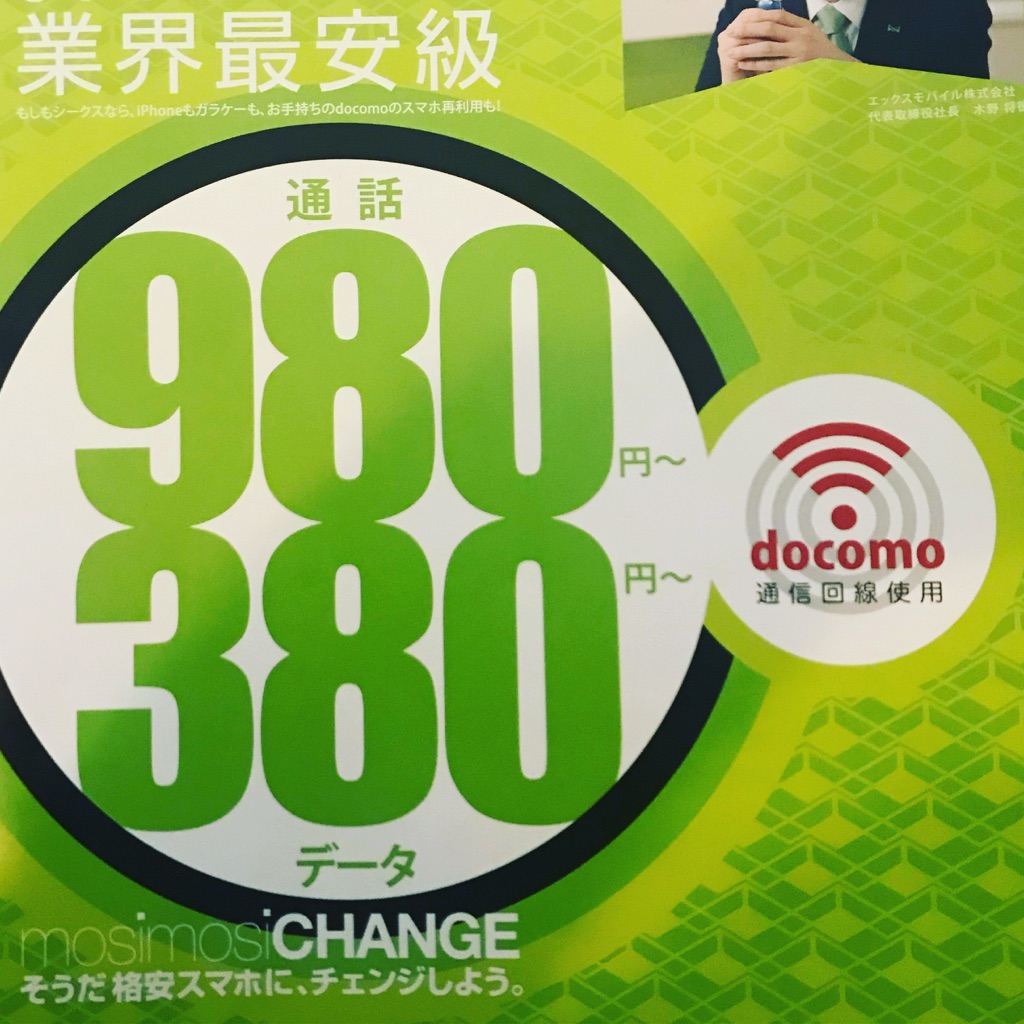 業界最安級
もしもシークスなら、iPhoneもガラケーも、お手持ちのdocomoのスマホ再利用も!
エックスモバイル株式会社
代表取締役社長 木野 将徳
通話
980円～
380円～
データ
docomo
通信回線使用
mosimosiCHANGE
そうだ格安スマホに、チェンジしよう。